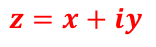 z = x + iy